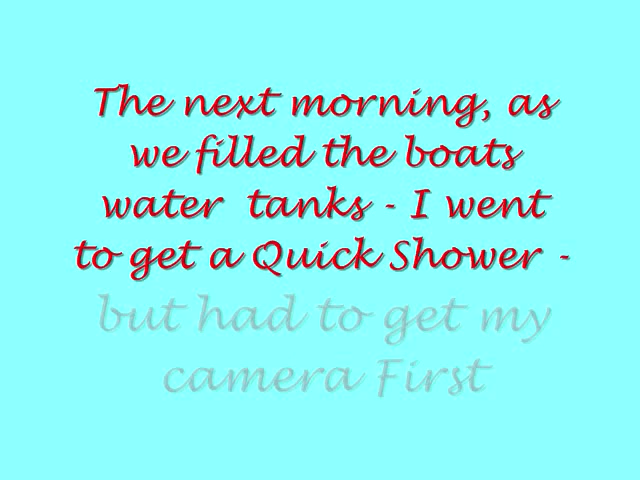 The next morning, as
we filled the boats
water  tanks - I went
to get a Quick Shower -
but had to get my
camera First